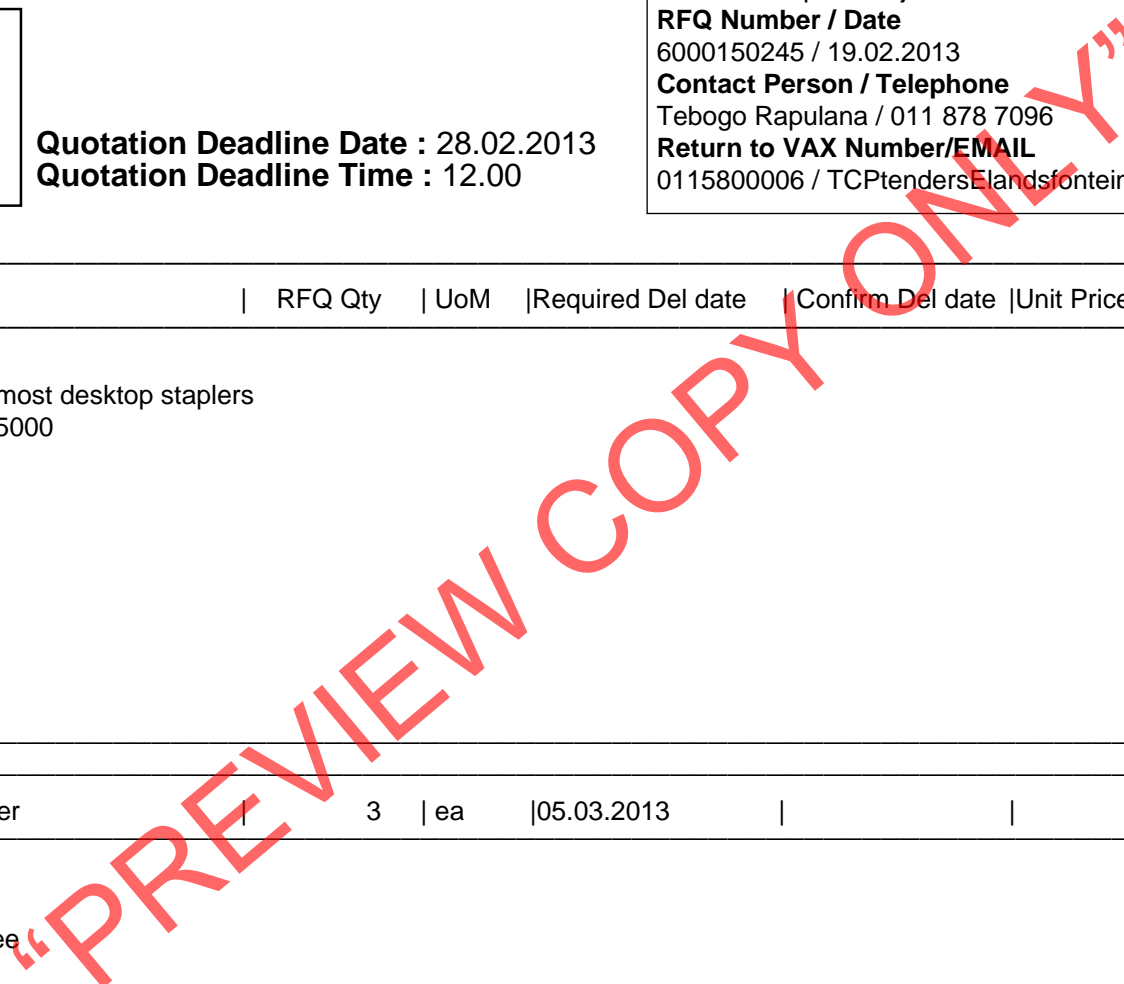 RFQ Number / Date
6000150245 / 19.02.2013
Contact Person / Telephone
Tebogo Rapulana / 011 878 7096
Quotation Deadline Date : 28.02.2013
Return to VAX Number/EMAIL
Quotation Deadline Time : 12.00
0115800006 / TCPtendersElandsfontein
| RFQ Qty | UoM |Required Del date | Confirm Del date |Unit Price
most desktop staplers
5000
er | 3 | ea |05.03.2013 | |
ee
“PREVIEW COPY ONLY”